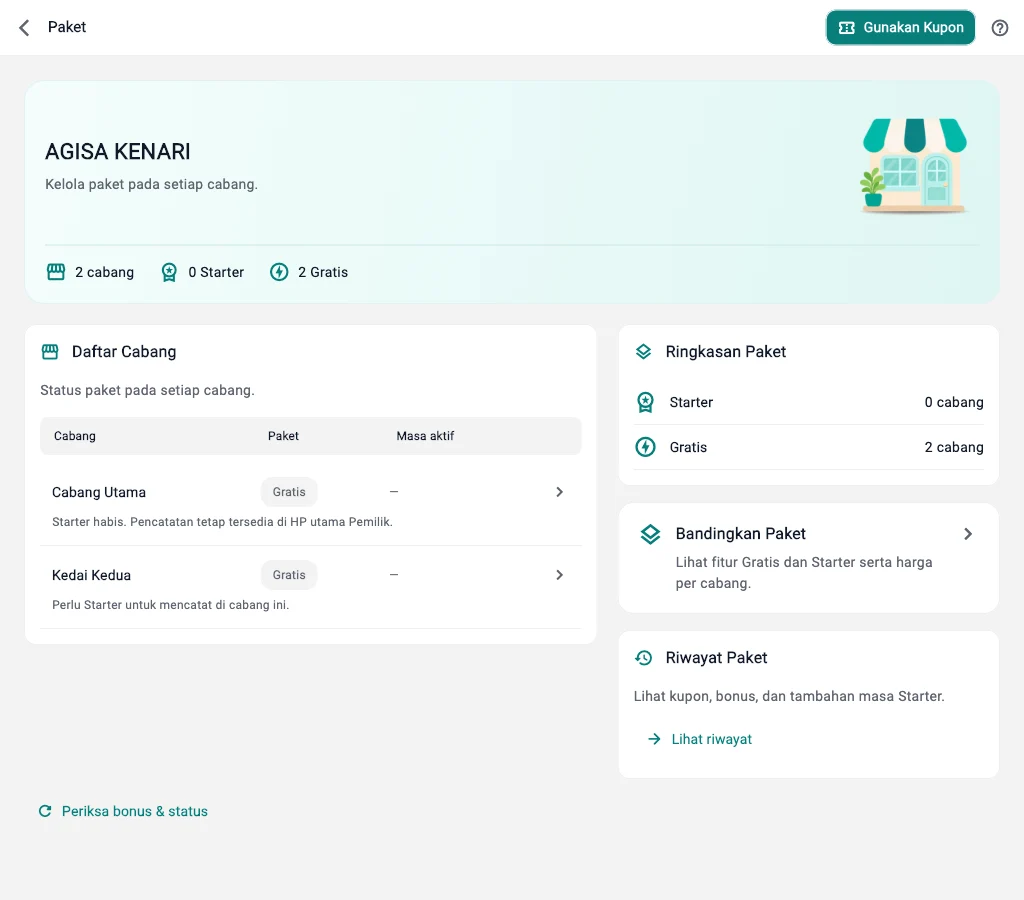 Paket
Gunakan Kupon
AGISA KENARI
Kelola paket pada setiap cabang.
2 cabang
0 Starter
2 Gratis
Daftar Cabang
Status paket pada setiap cabang.
Cabang
Paket
Masa aktif
Cabang Utama
Gratis
–
Starter habis. Pencatatan tetap tersedia di HP utama Pemilik.
Kedai Kedua
Gratis
–
Perlu Starter untuk mencatat di cabang ini.
Ringkasan Paket
Starter
0 cabang
Gratis
2 cabang
Bandingkan Paket
Lihat fitur Gratis dan Starter serta harga
per cabang.
Riwayat Paket
Lihat kupon, bonus, dan tambahan masa Starter.
Lihat riwayat
Periksa bonus & status